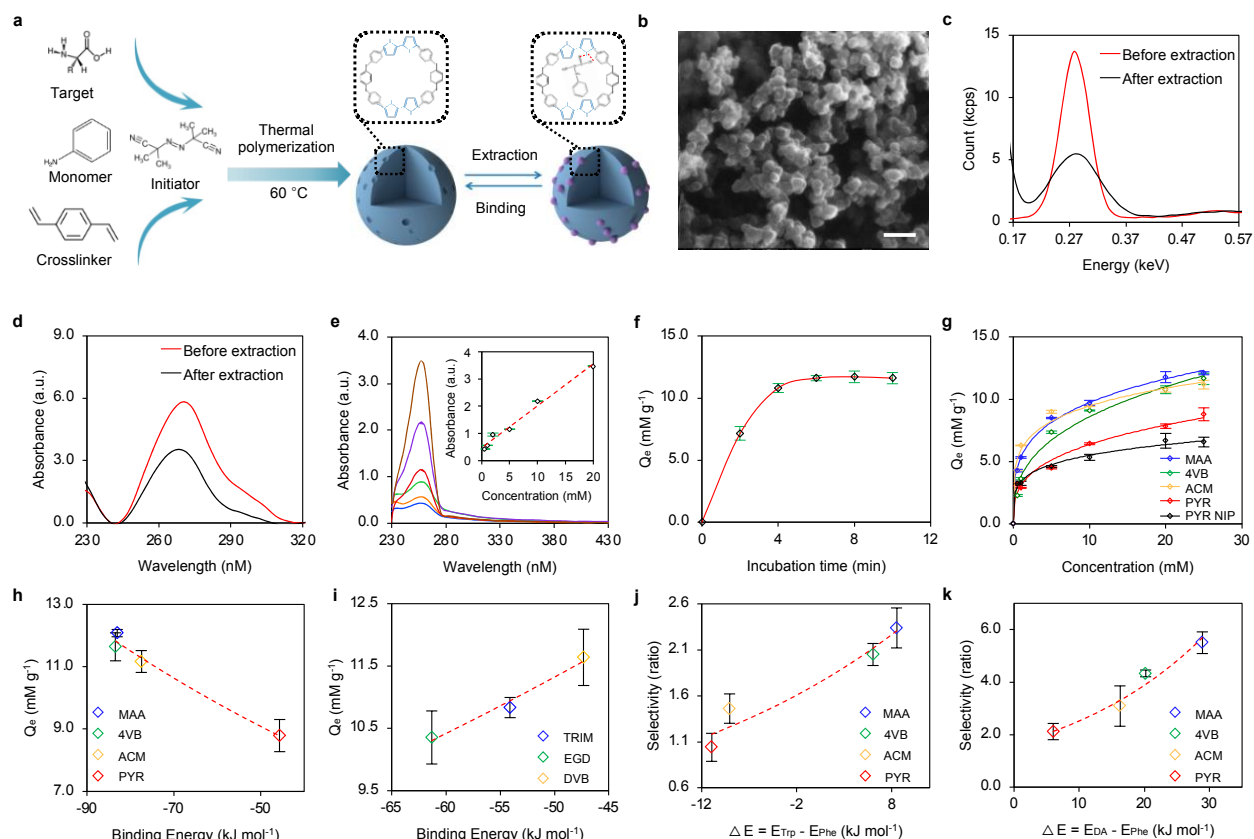 a
Target
Monomer
Initiator
Crosslinker
Thermal
polymerization
60 °C
Extraction
Binding
b
c
Before extraction
After extraction
Count (kcps)
15
10
5
0
0.17 0.27 0.37 0.47 0.57
Energy (keV)
d
Before extraction
After extraction
Absorbance (a.u.)
9.0
6.0
3.0
0.0
230 260 290 320
Wavelength (nM)
e
Absorbance (a.u.)
4.0
3.0
2.0
1.0
0.0
230 280 330 380 430
Wavelength (nM)
Absorbance (a.u.)
4
3
2
1
0
0 5 10 15 20
Concentration (mM)
f
Qe (mM g-1)
15.0
10.0
5.0
0.0
0 4 8 12
Incubation time (min)
g
Qe (mM g-1)
15.0
10.0
5.0
0.0
0 10 20 30
Concentration (mM)
MAA
4VB
ACM
PYR
PYR NIP
h
Qe (mM g-1)
13.0
11.0
9.0
7.0
-90 -70 -50
Binding Energy (kJ mol-1)
MAA
4VB
ACM
PYR
i
Qe (mM g-1)
12.5
11.5
10.5
9.5
-65 -60 -55 -50 -45
Binding Energy (kJ mol-1)
TRIM
EGD
DVB
j
Selectivity (ratio)
2.6
2.1
1.6
1.1
0.6
-12 -2 8
△E = ETrp - EPhe (kJ mol-1)
MAA
4VB
ACM
PYR
k
Selectivity (ratio)
6.0
4.0
2.0
0.0
0 10 20 30
△E = EDA - EPhe (kJ mol-1)
MAA
4VB
ACM
PYR